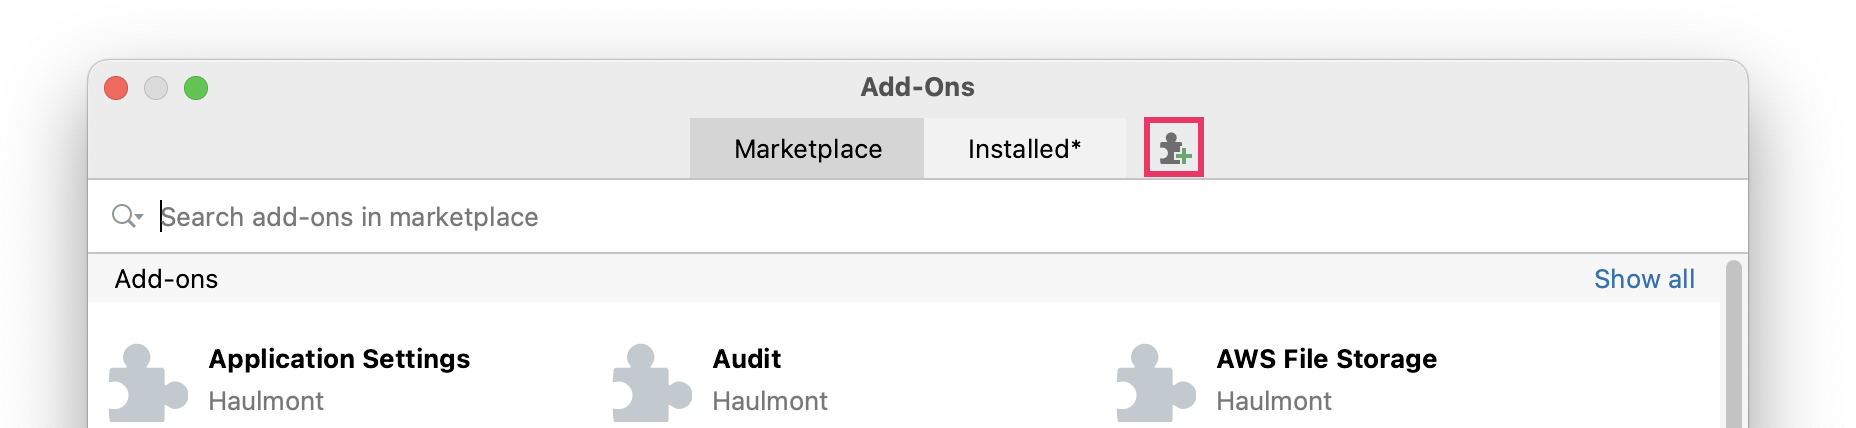 Add-Ons
Marketplace Installed*
Search add-ons in marketplace
Add-ons Show all
Application Settings Audit AWS File Storage
Haulmont Haulmont Haulmont